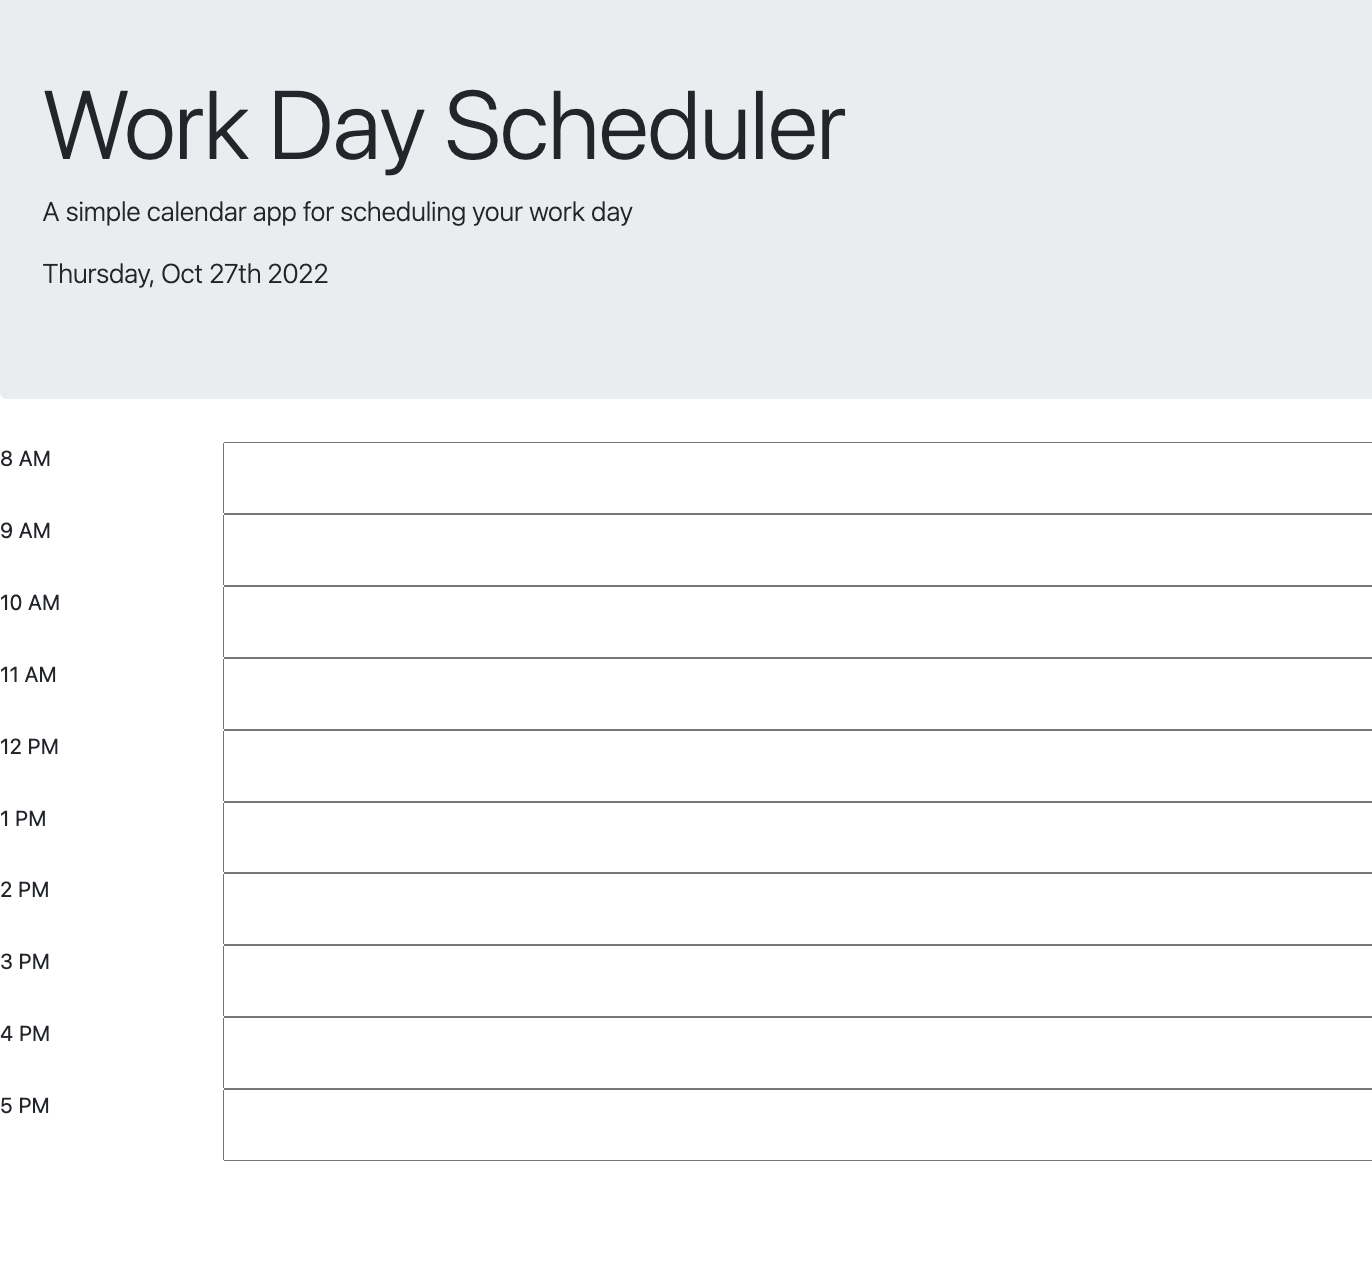 Work Day Scheduler
A simple calendar app for scheduling your work day
Thursday, Oct 27th 2022
8 AM
9 AM
10 AM
11 AM
12 PM
1 PM
2 PM
3 PM
4 PM
5 PM